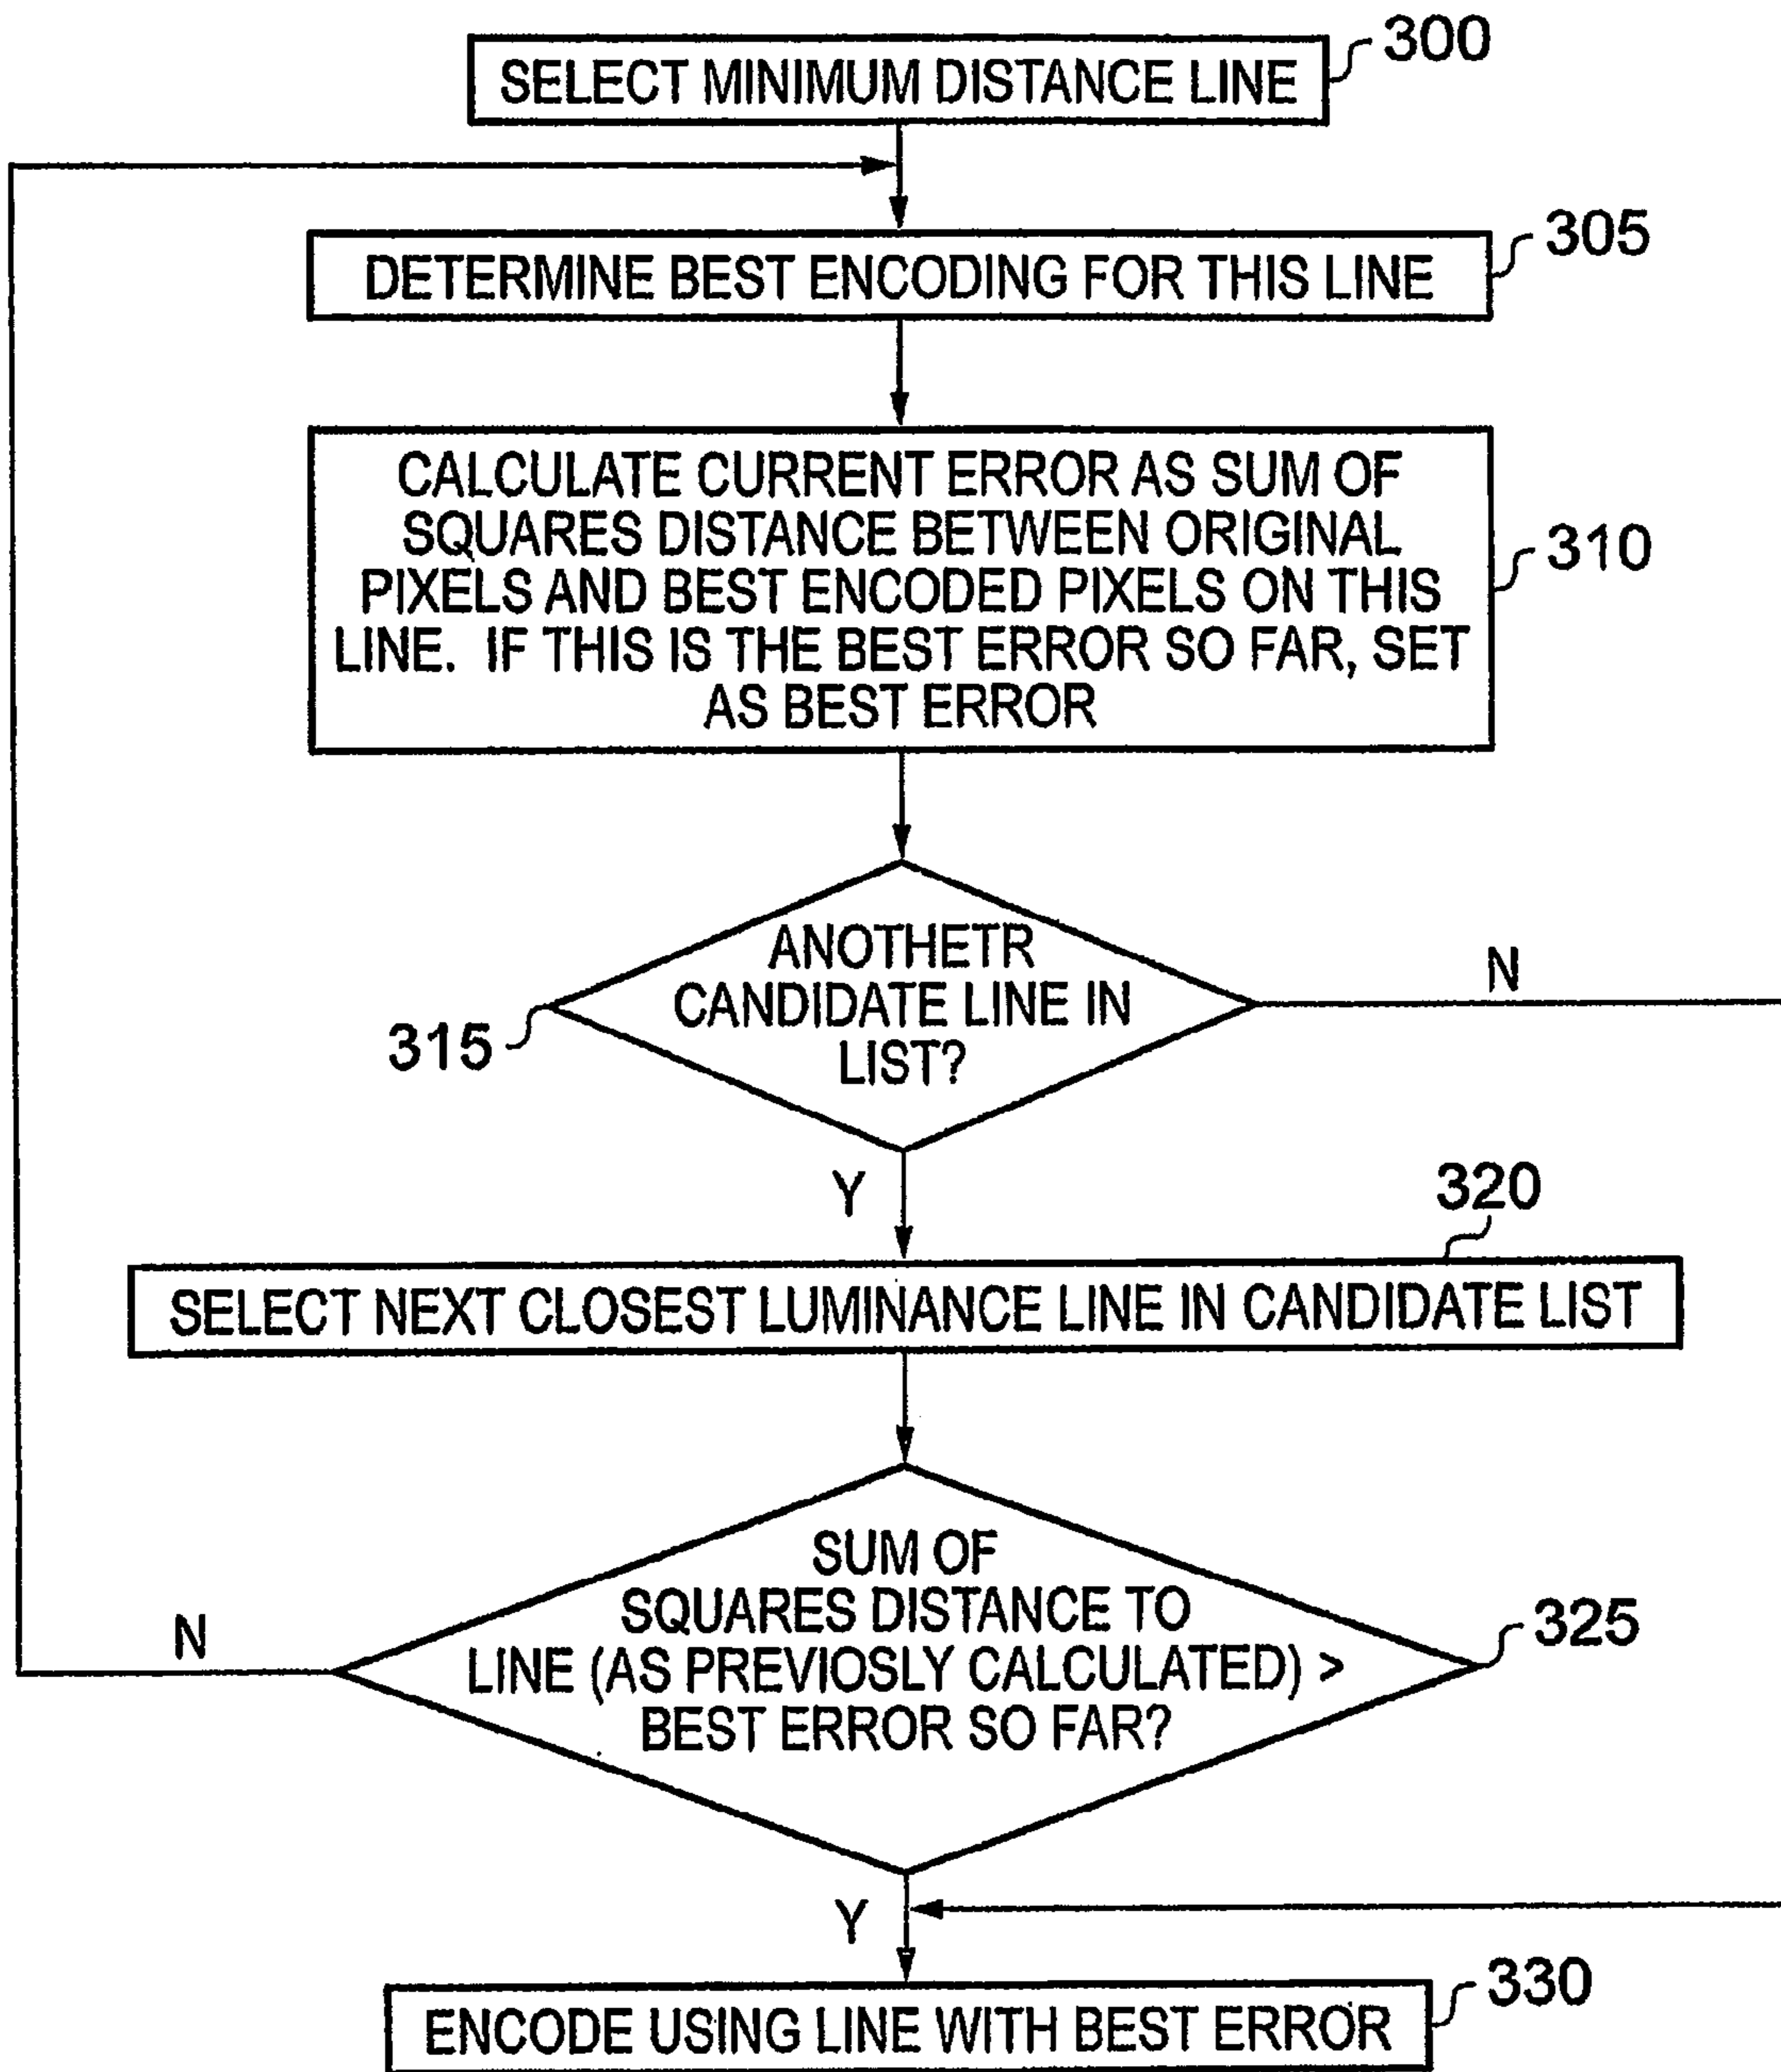 300
SELECT MINIMUM DISTANCE LINE
305
DETERMINE BEST ENCODING FOR THIS LINE
CALCULATE CURRENT ERROR AS SUM OF
SQUARES DISTANCE BETWEEN ORIGINAL
PIXELS AND BEST ENCODED PIXELS ON THIS
LINE. IF THIS IS THE BEST ERROR SO FAR, SET
AS BEST ERROR
310
ANOTHETR
CANDIDATE LINE IN
LIST?
N
315
Y
320
SELECT NEXT CLOSEST LUMINANCE LINE IN CANDIDATE LIST
SUM OF
SQUARES DISTANCE TO
LINE (AS PREVIOSLY CALCULATED) >
BEST ERROR SO FAR?
N
325
Y
330
ENCODE USING LINE WITH BEST ERROR